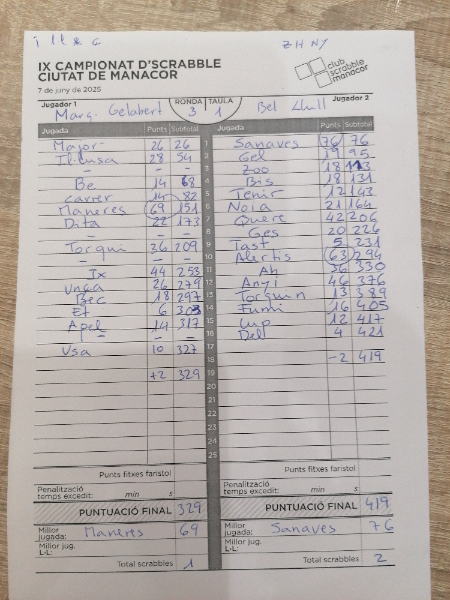 ill&c
ZHNY
IX CAMPIONAT D'SCRABBLE
CIUTAT DE MANACOR
club scrabble manacor
7 de juny de 2025
Jugador 1 Marg. Gelabert RONDA 3 TAULA 1 Bel Llull Jugador 2
Jugada Punts Subtotal Jugada Punts Subtotal
Major 26 26 1 Sanaves 76 76
Il·lusa 28 54 2 Gel 19 95
- - 3 Zoo 18 113
Be 14 68 4 Bis 18 131
Carrer 14 82 5 Tenir 12 143
Maneres 69 151 6 Noia 21 164
Dita 22 173 7 Quere 42 206
- - 8 Ges 20 226
Torqui 36 209 9 Tast 5 231
- - 10 Alertis 63 294
Ix 44 253 11 Ah 36 330
Unga 26 279 12 Anyi 46 376
Bec 18 297 13 Torquin 13 389
Et 6 303 14 Fumi 16 405
Apel 14 317 15 Cup 12 417
- - 16 Dell 4 421
Usa 10 327 17
18 -2 419
+2 329 19
20
21
22
23
24
25
Punts fitxes faristol Punts fitxes faristol
Penalització temps excedit: min s Penalització temps excedit: min s
PUNTUACIÓ FINAL 329 PUNTUACIÓ FINAL 419
Millor jugada: Maneres 69 Millor jugada: Sanaves 76
Millor jug. L·L: Millor jug. L·L:
Total scrabbles 1 Total scrabbles 2